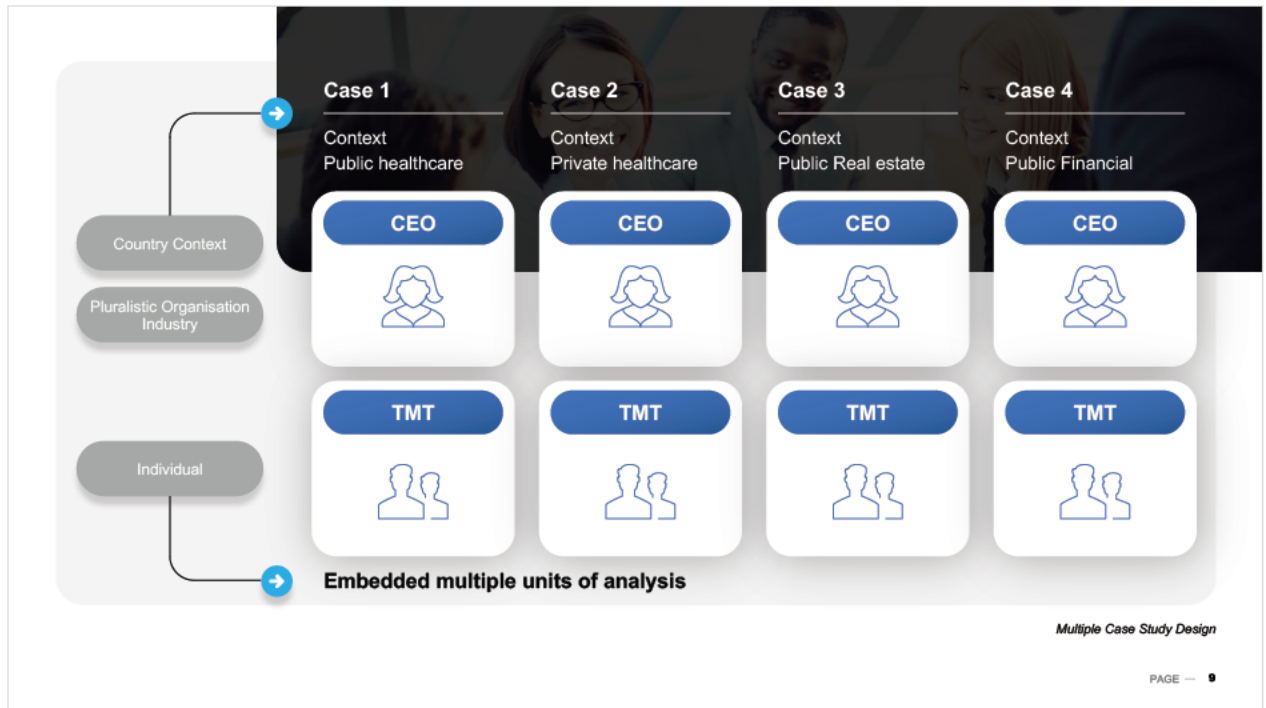 Case 1
Case 2
Case 3
Case 4
Context
Public healthcare
Context
Private healthcare
Context
Public Real estate
Context
Public Financial
Country Context
Pluralistic Organisation
Industry
CEO
CEO
CEO
CEO
TMT
TMT
TMT
TMT
Individual
Embedded multiple units of analysis
Multiple Case Study Design
PAGE — 9